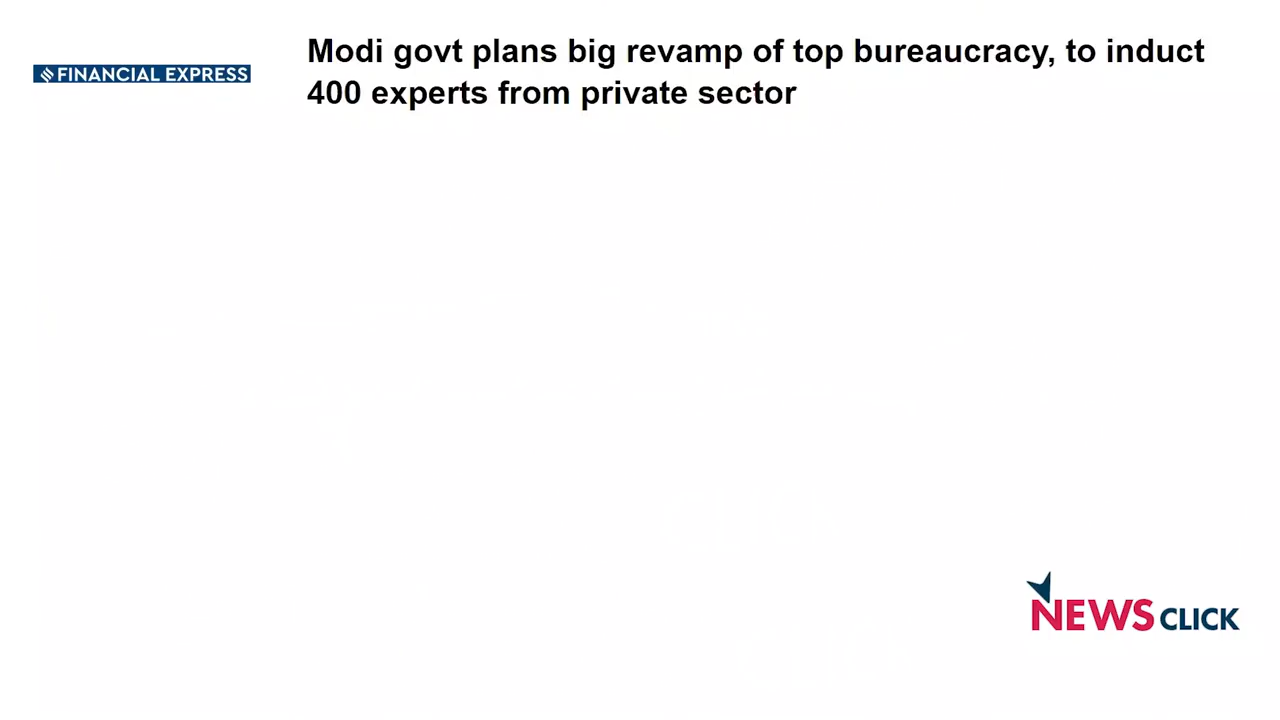 FINANCIAL EXPRESS
Modi govt plans big revamp of top bureaucracy, to induct
400 experts from private sector
NEWS CLICK